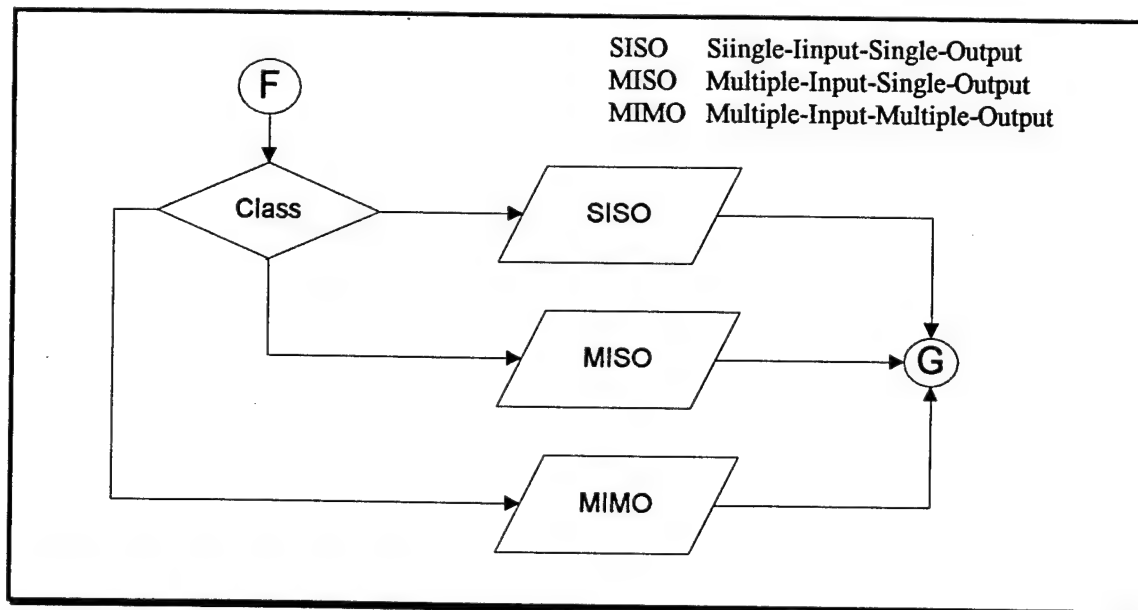 SISO Siingle-Iinput-Single-Output
MISO Multiple-Input-Single-Output
MIMO Multiple-Input-Multiple-Output
F
Class
SISO
MISO
G
MIMO